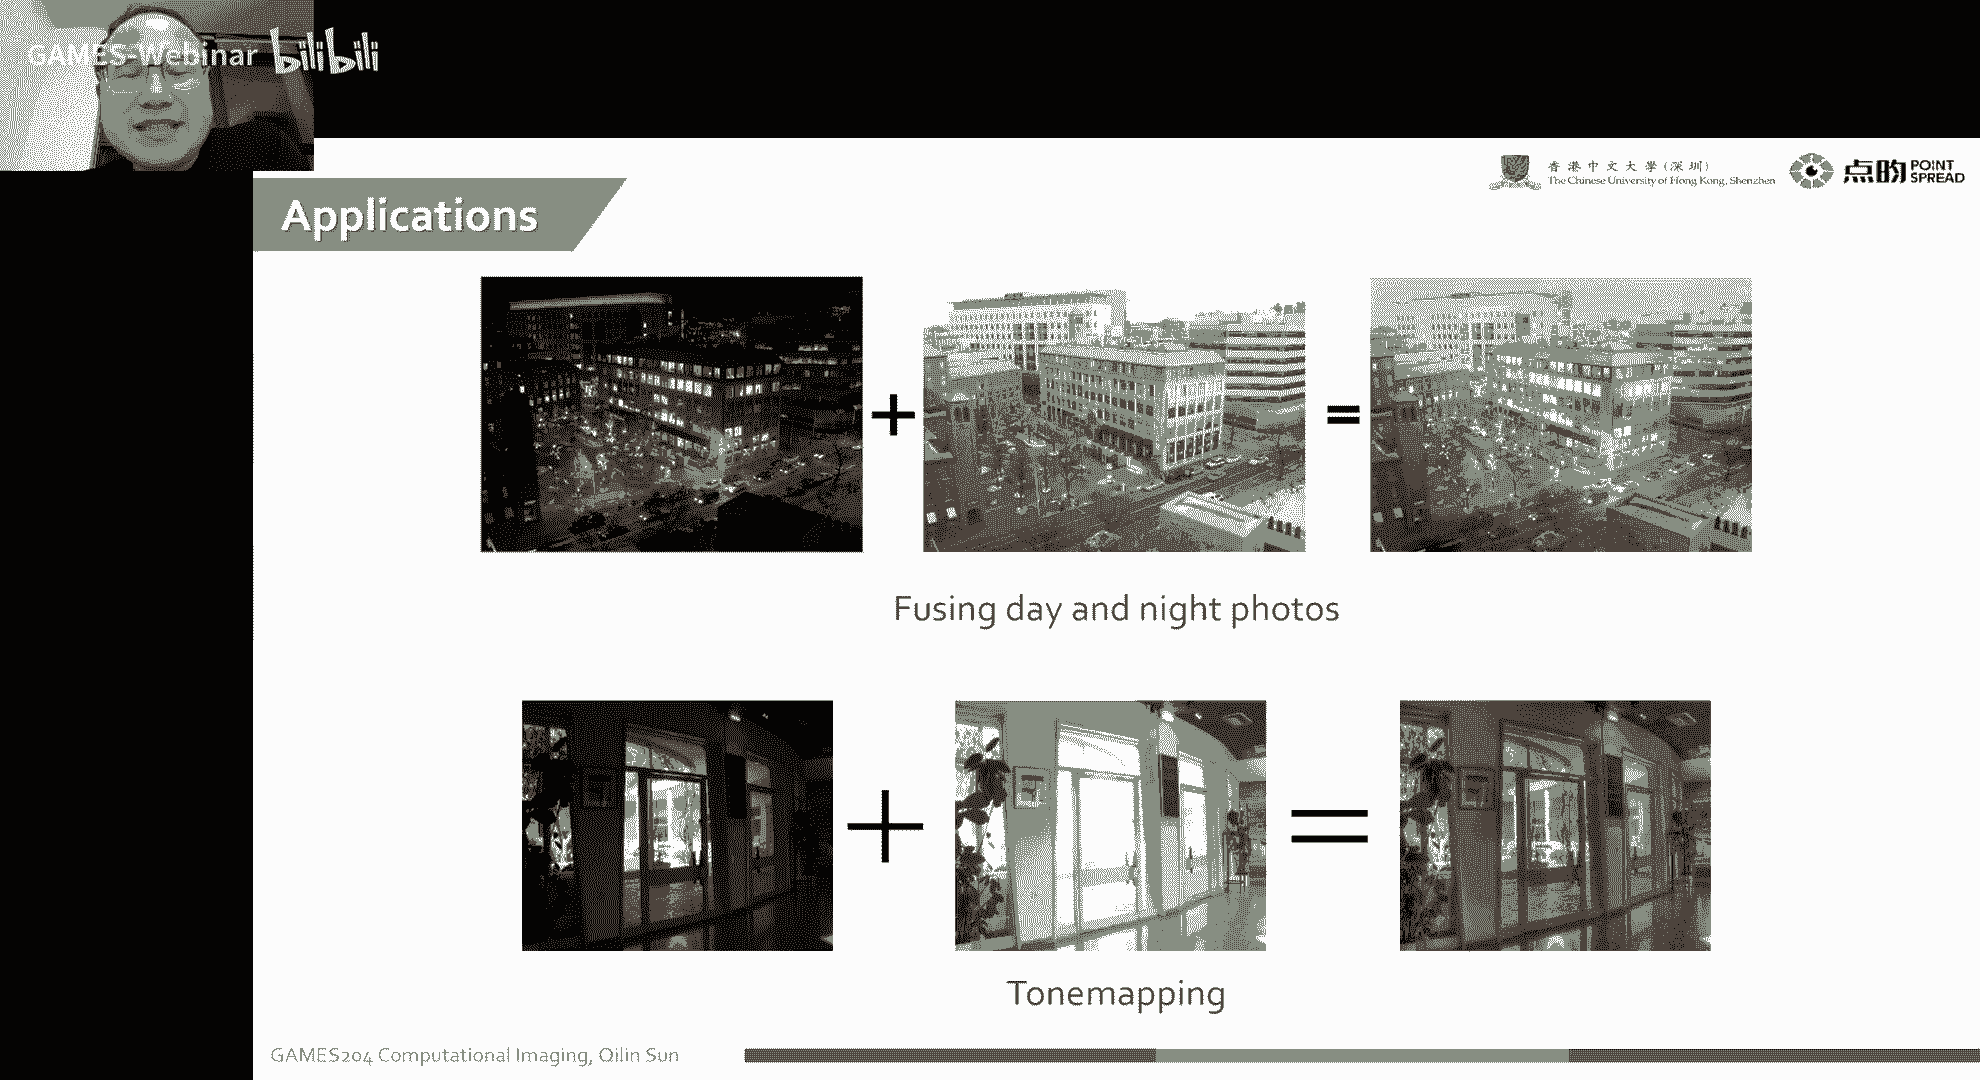 GAMES-Webinar bilibili
香港中文大學(深圳)
The Chinese University of Hong Kong, Shenzhen
点昀 POINT SPREAD
Applications
+
=
Fusing day and night photos
+
=
Tonemapping
GAMES204 Computational Imaging, Qilin Sun